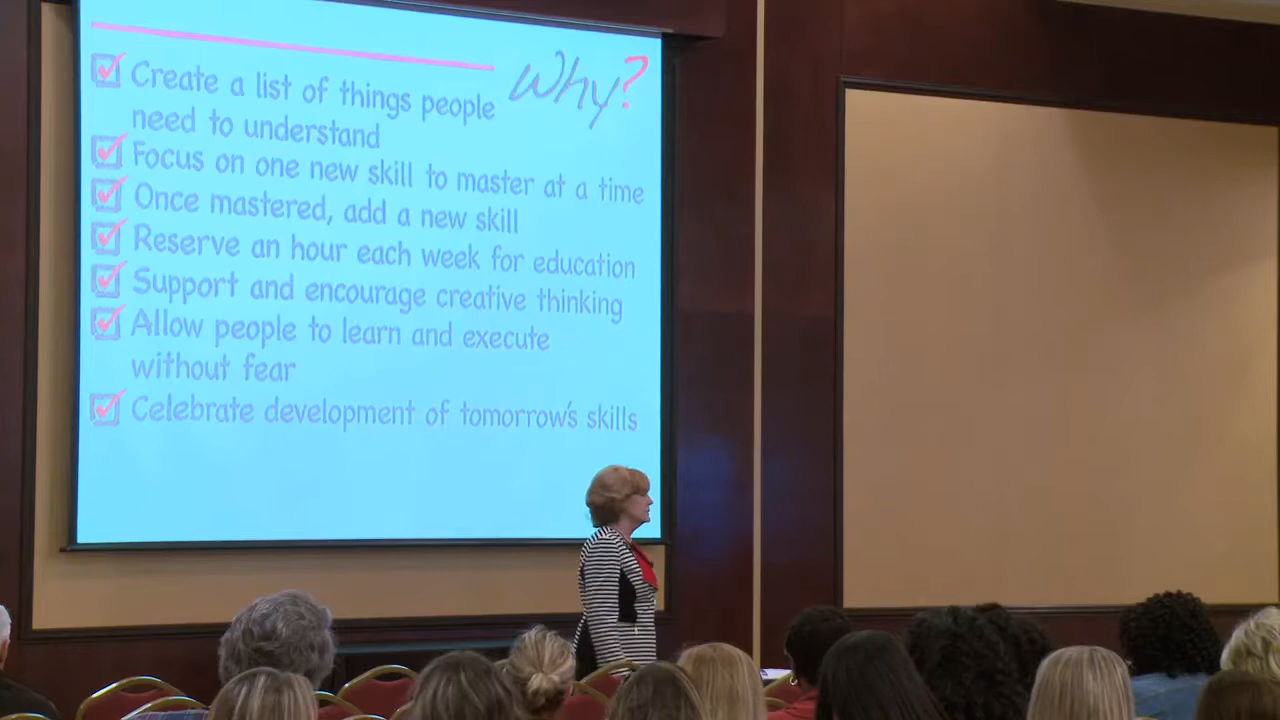 Why?
Create a list of things people
need to understand
Focus on one new skill to master at a time
Once mastered, add a new skill
Reserve an hour each week for education
Support and encourage creative thinking
Allow people to learn and execute
without fear
Celebrate development of tomorrow's skills